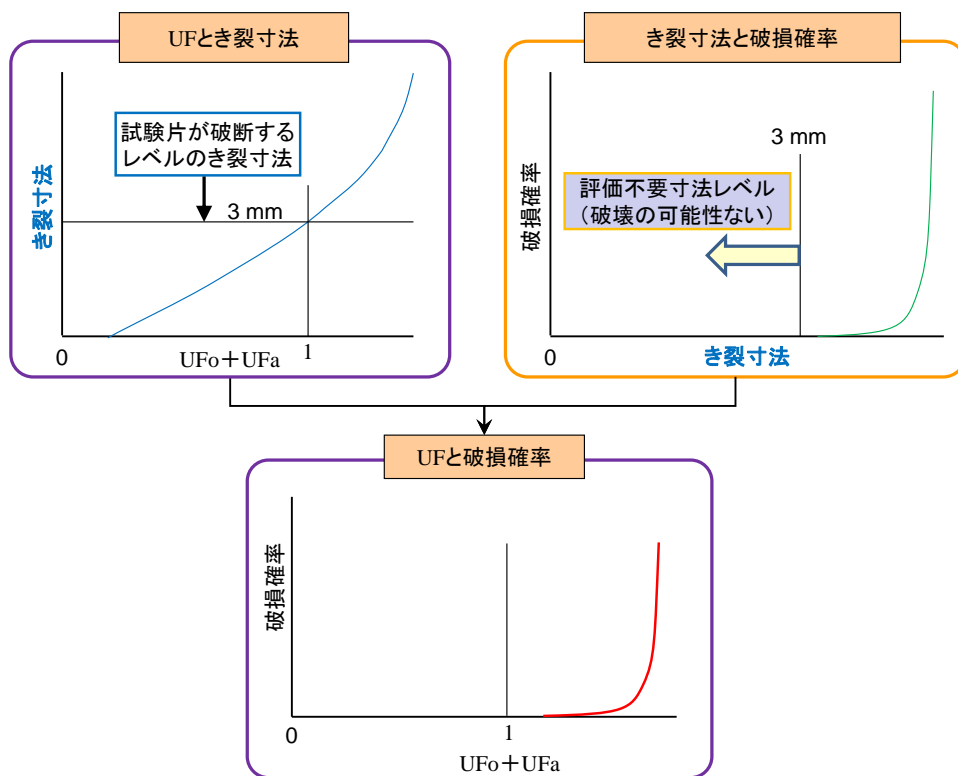 UFとき裂寸法
試験片が破断する
レベルのき裂寸法
3 mm
き裂寸法
0
UFo＋UFa
1
き裂寸法と破損確率
3 mm
評価不要寸法レベル
（破壊の可能性ない）
破損確率
0
き裂寸法
UFと破損確率
破損確率
0
1
UFo＋UFa